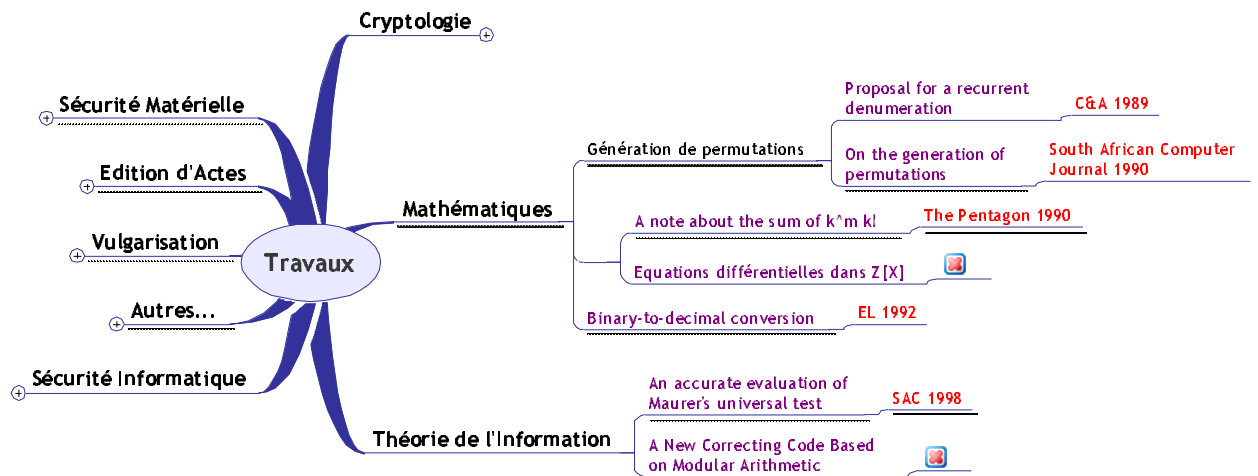 Cryptologie
Sécurité Matérielle
Edition d'Actes
Vulgarisation
Autres...
Sécurité Informatique
Travaux
Mathématiques
Génération de permutations
Proposal for a recurrent
denumeration
C&A 1989
On the generation of
permutations
South African Computer
Journal 1990
A note about the sum of k^m k!
The Pentagon 1990
Equations différentielles dans Z[X]
Binary-to-decimal conversion
EL 1992
Théorie de l'Information
An accurate evaluation of
Maurer's universal test
SAC 1998
A New Correcting Code Based
on Modular Arithmetic